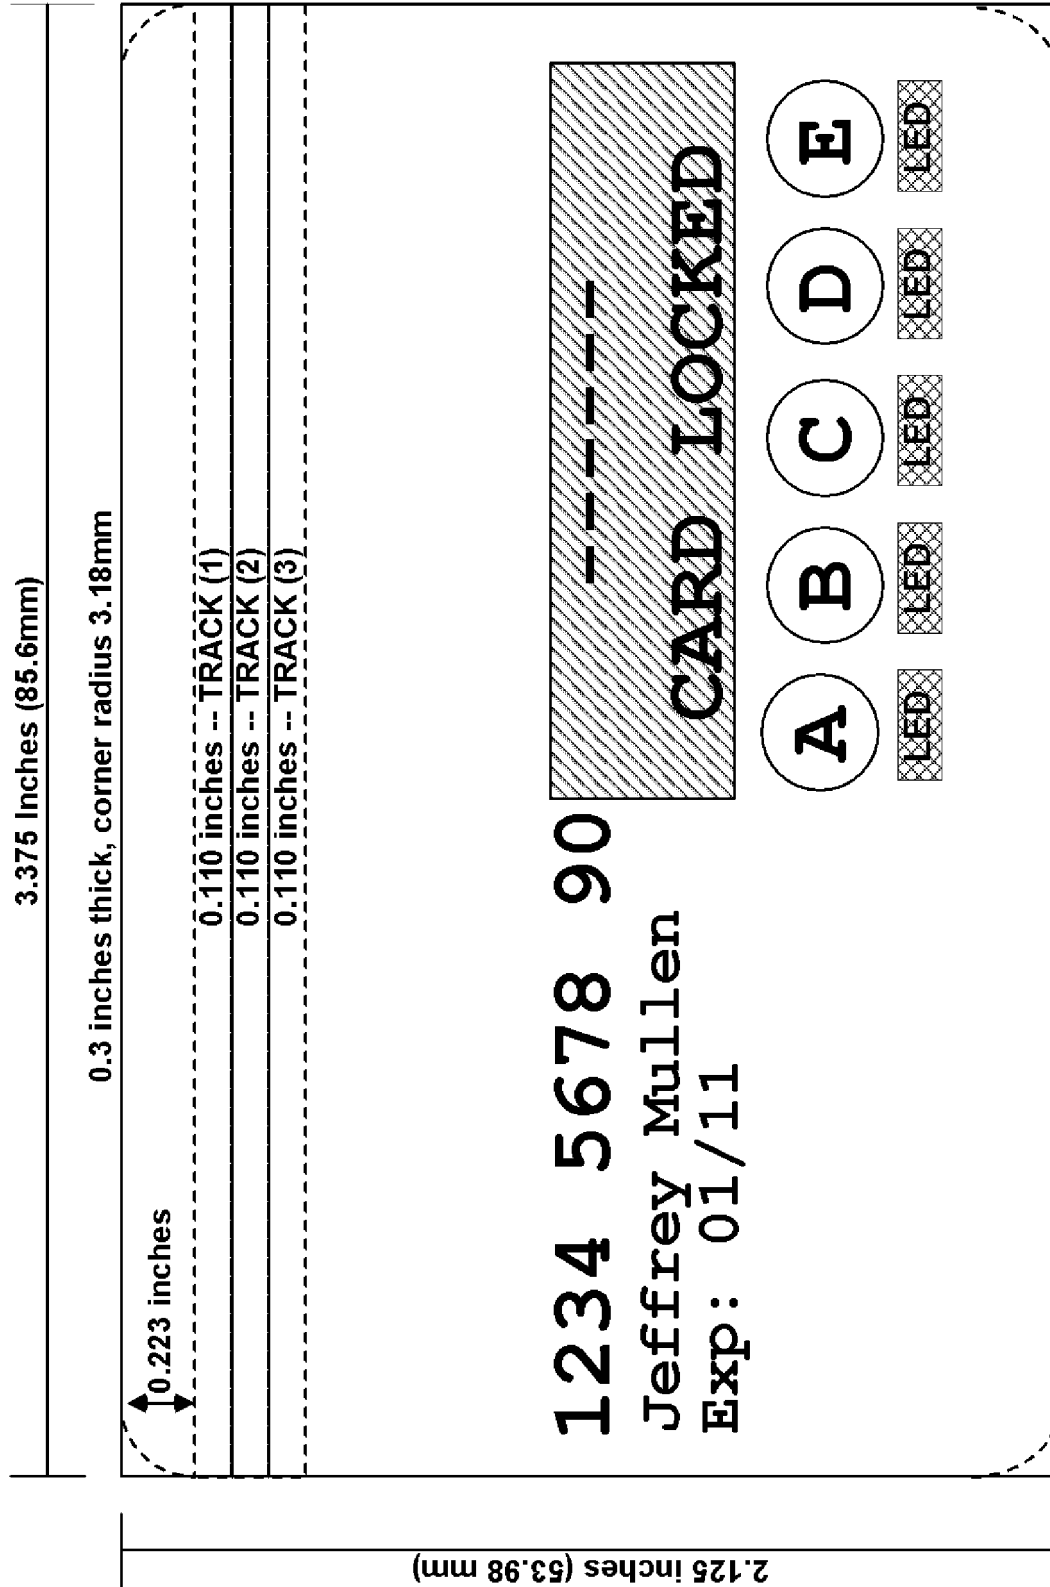 3.375 Inches (85.6mm)
0.3 inches thick, corner radius 3.18mm
0.223 inches
0.110 inches -- TRACK (1)
0.110 inches -- TRACK (2)
0.110 inches -- TRACK (3)
1234 5678 90
Jeffrey Mullen
Exp: 01/11
------
CARD LOCKED
A B C D E
LED LED LED LED LED
2.125 inches (53.98 mm)